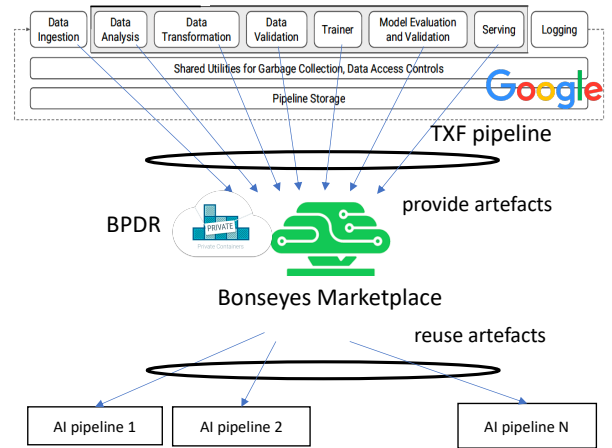 Data Ingestion
Data Analysis
Data Transformation
Data Validation
Trainer
Model Evaluation and Validation
Serving
Logging
Shared Utilities for Garbage Collection, Data Access Controls
Pipeline Storage
Google
TXF pipeline
provide artefacts
BPDR
PRIVATE
Private Containers
Bonseyes Marketplace
reuse artefacts
AI pipeline 1
AI pipeline 2
AI pipeline N